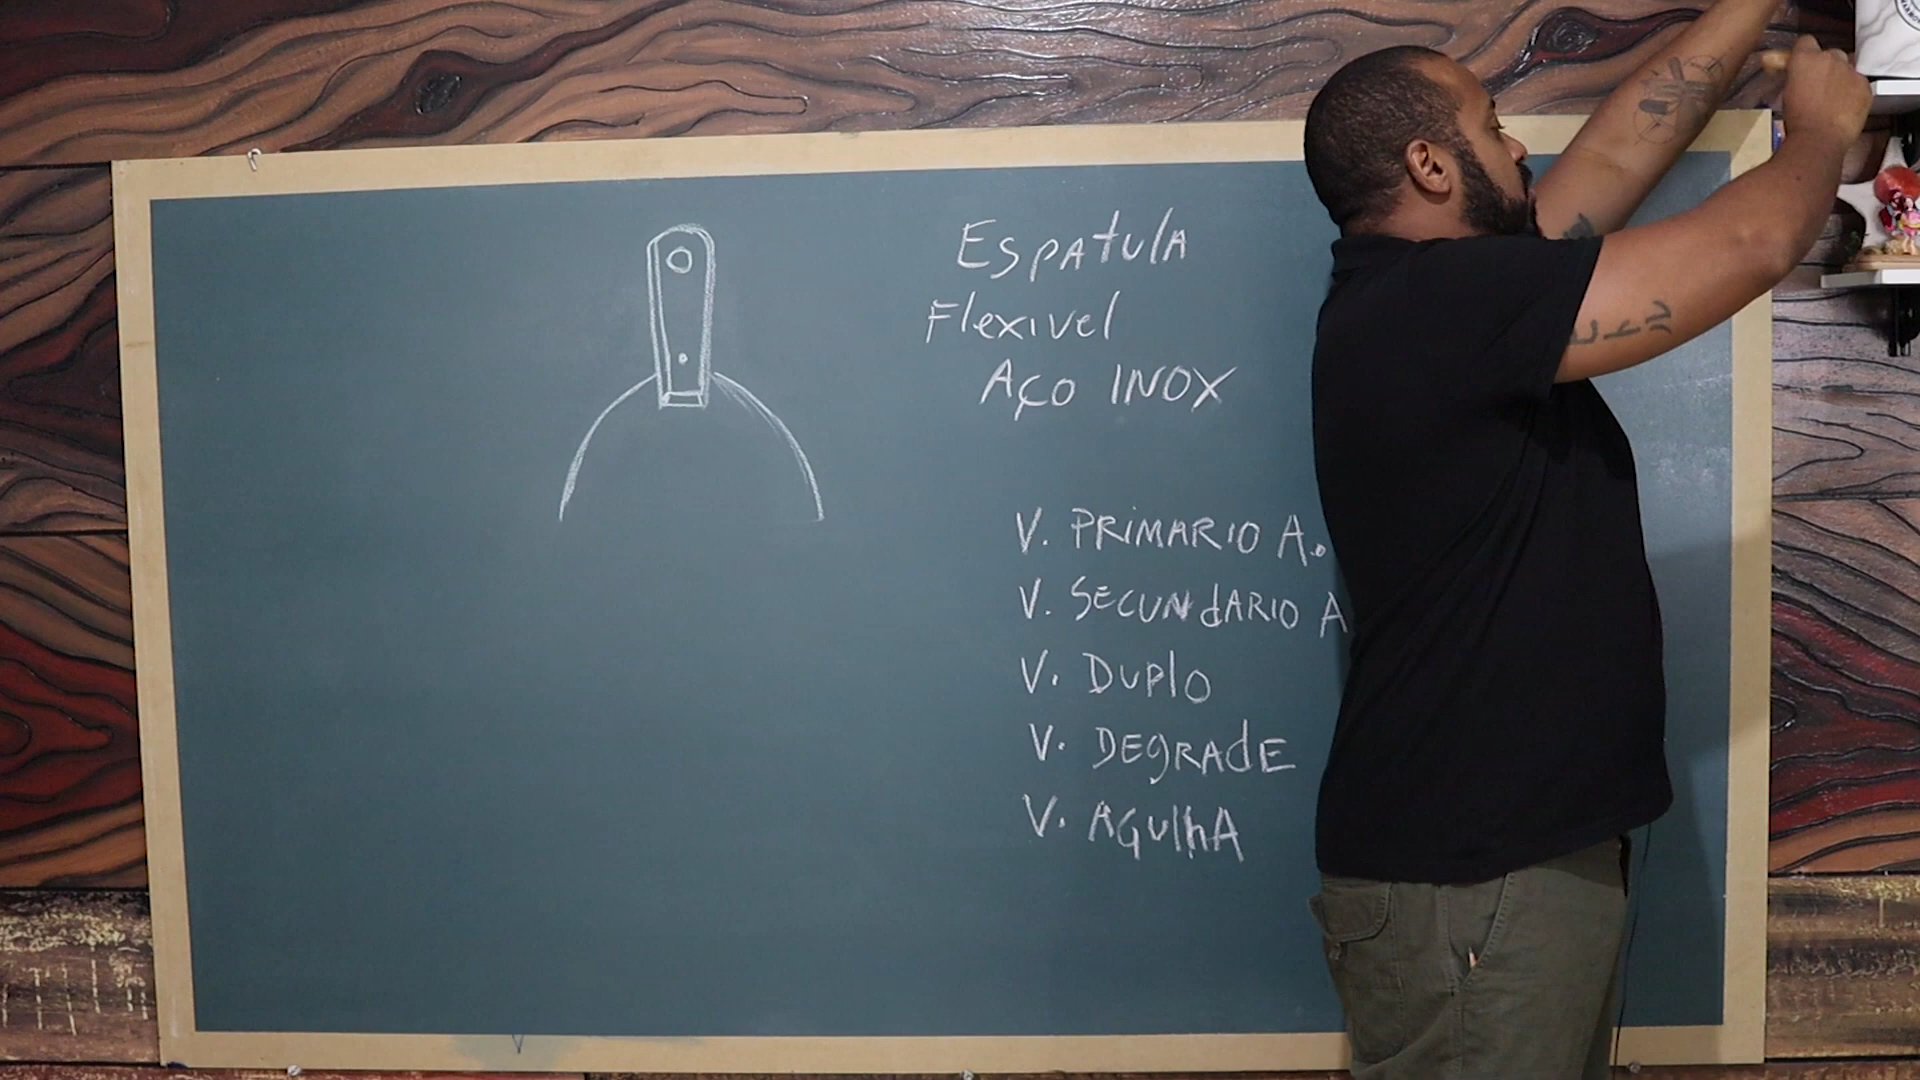 Espatula
Flexivel
Aço INOX
V. PRiMARIO A.
V. SECUNdARIO A
V. Duplo
V. DEgRAdE
V. AgulhA